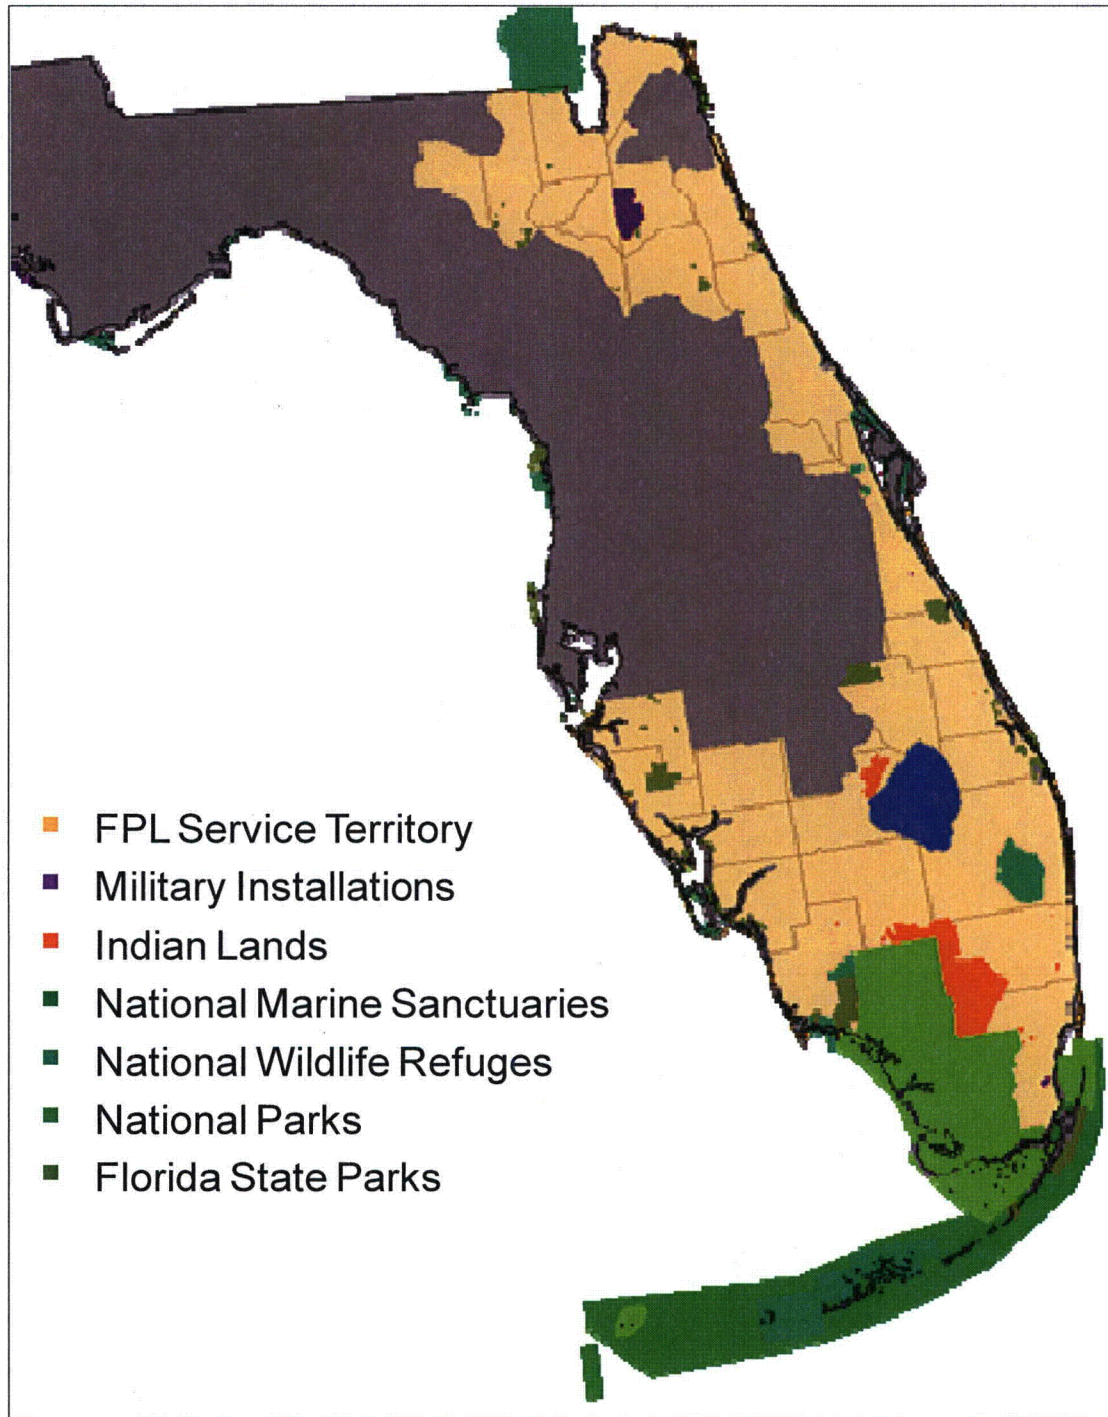 FPL Service Territory
Military Installations
Indian Lands
National Marine Sanctuaries
National Wildlife Refuges
National Parks
Florida State Parks